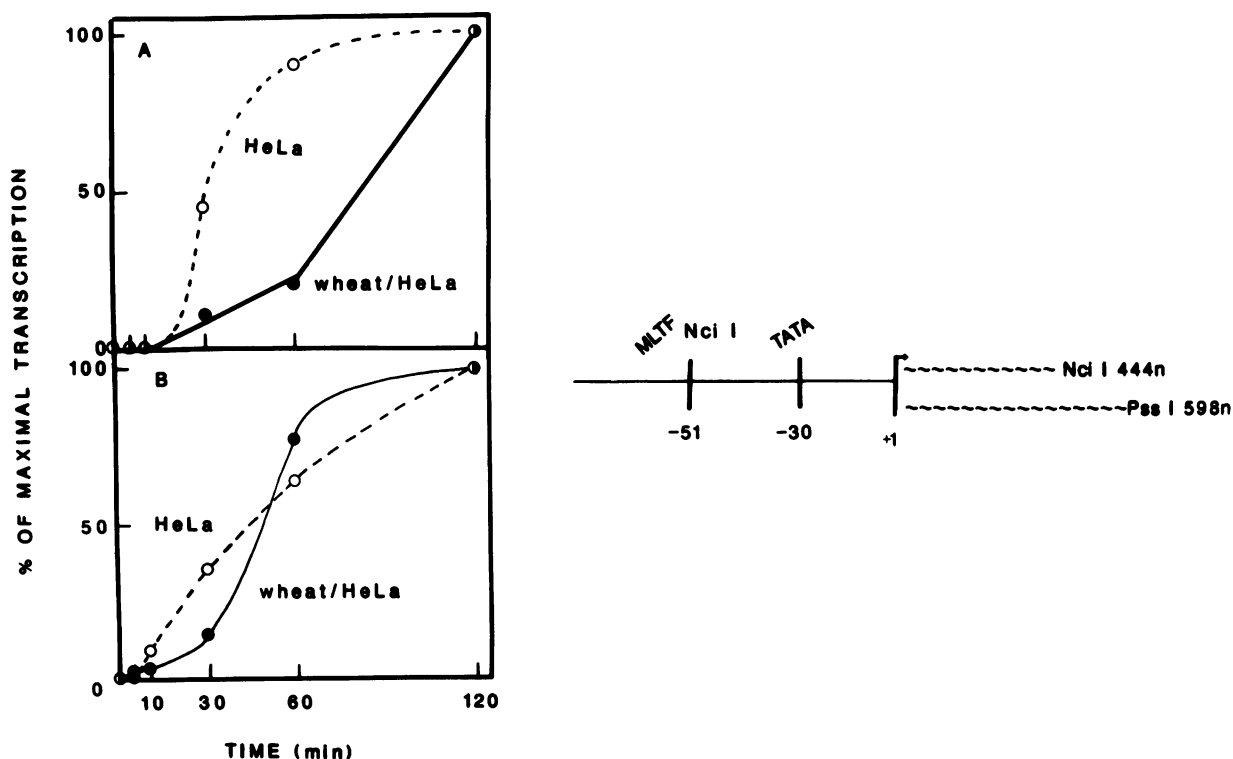 % OF MAXIMAL TRANSCRIPTION
100
A
HeLa
50
wheat/HeLa
0
100
B
HeLa
50
wheat/HeLa
0
10 30 60 120
TIME (min)
MLTF Nci I TATA
Nci I 444n
Pss I 598n
-51 -30 +1